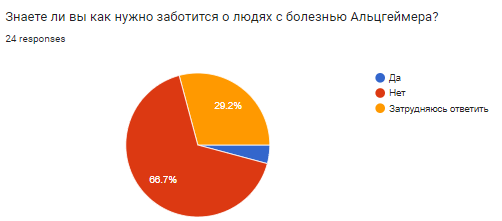 Знаете ли вы как нужно заботится о людях с болезнью Альцгеймера?
24 responses
Да
Нет
Затрудняюсь ответить
29.2%
66.7%